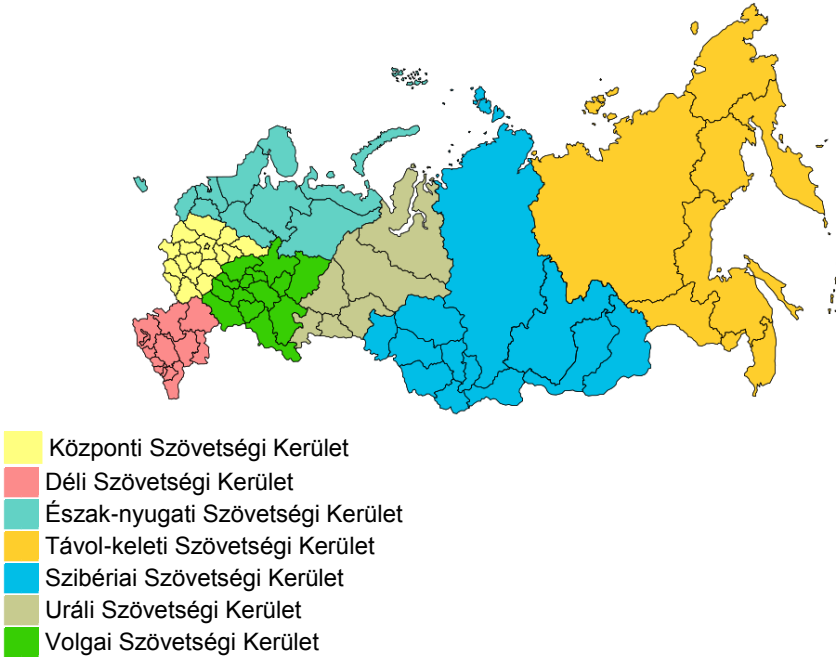 Központi Szövetségi Kerület
Déli Szövetségi Kerület
Észak-nyugati Szövetségi Kerület
Távol-keleti Szövetségi Kerület
Szibériai Szövetségi Kerület
Uráli Szövetségi Kerület
Volgai Szövetségi Kerület